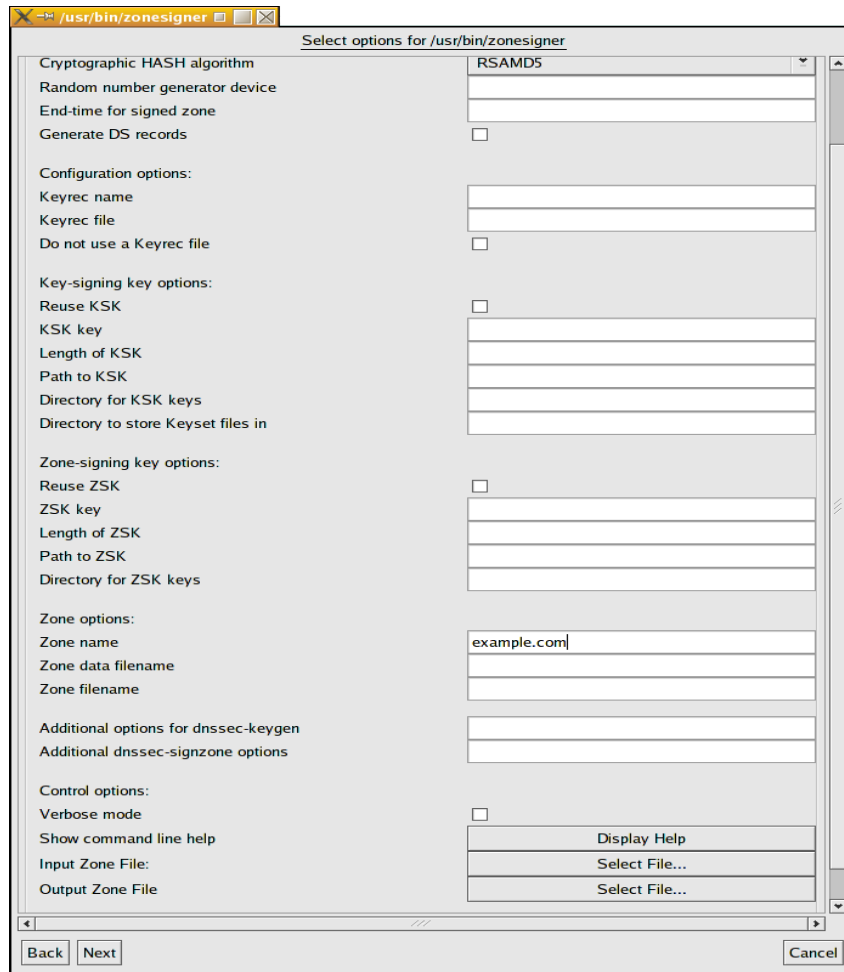 /usr/bin/zonesigner
Select options for /usr/bin/zonesigner
Cryptographic HASH algorithm RSAMD5
Random number generator device
End-time for signed zone
Generate DS records
Configuration options:
Keyrec name
Keyrec file
Do not use a Keyrec file
Key-signing key options:
Reuse KSK
KSK key
Length of KSK
Path to KSK
Directory for KSK keys
Directory to store Keyset files in
Zone-signing key options:
Reuse ZSK
ZSK key
Length of ZSK
Path to ZSK
Directory for ZSK keys
Zone options:
Zone name example.com
Zone data filename
Zone filename
Additional options for dnssec-keygen
Additional dnssec-signzone options
Control options:
Verbose mode
Show command line help Display Help
Input Zone File: Select File...
Output Zone File Select File...
Back Next Cancel